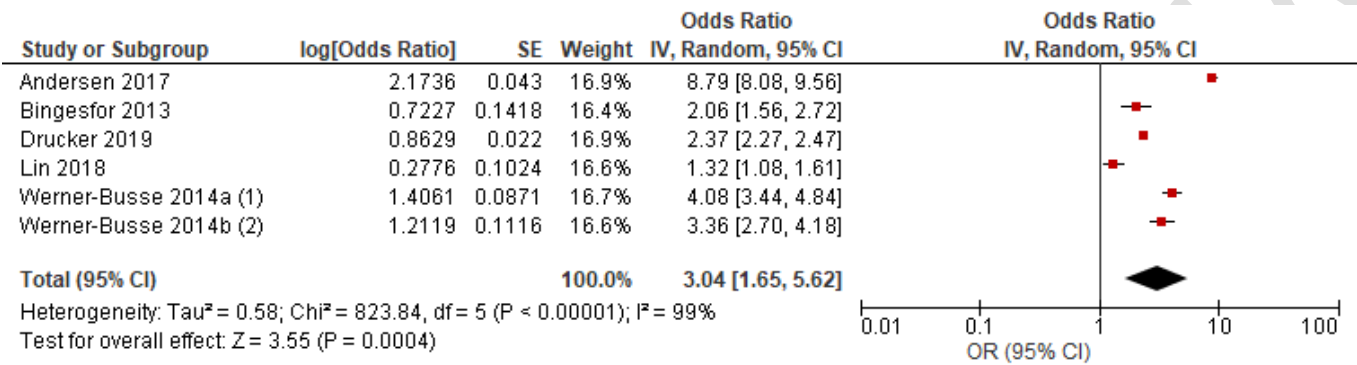 Odds Ratio Odds Ratio
Study or Subgroup log[Odds Ratio] SE Weight IV, Random, 95% CI IV, Random, 95% CI
Andersen 2017 2.1736 0.043 16.9% 8.79 [8.08, 9.56]
Bingesfor 2013 0.7227 0.1418 16.4% 2.06 [1.56, 2.72]
Drucker 2019 0.8629 0.022 16.9% 2.37 [2.27, 2.47]
Lin 2018 0.2776 0.1024 16.6% 1.32 [1.08, 1.61]
Werner-Busse 2014a (1) 1.4061 0.0871 16.7% 4.08 [3.44, 4.84]
Werner-Busse 2014b (2) 1.2119 0.1116 16.6% 3.36 [2.70, 4.18]
Total (95% CI) 100.0% 3.04 [1.65, 5.62]
Heterogeneity: Tau² = 0.58; Chi² = 823.84, df = 5 (P < 0.00001); I² = 99%
Test for overall effect: Z = 3.55 (P = 0.0004)
0.01 0.1 1 10 100
OR (95% CI)